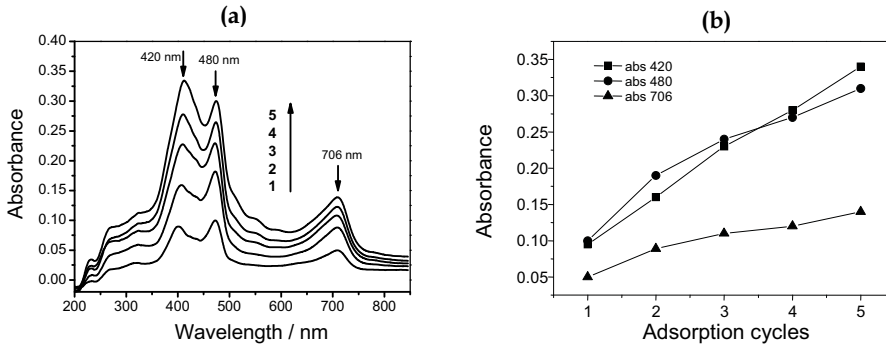 (a)
420 nm
480 nm
706 nm
5
4
3
2
1
0.40
0.35
0.30
0.25
0.20
0.15
0.10
0.05
0.00
Absorbance
200 300 400 500 600 700 800
Wavelength / nm
(b)
abs 420
abs 480
abs 706
0.35
0.30
0.25
0.20
0.15
0.10
0.05
Absorbance
1 2 3 4 5
Adsorption cycles